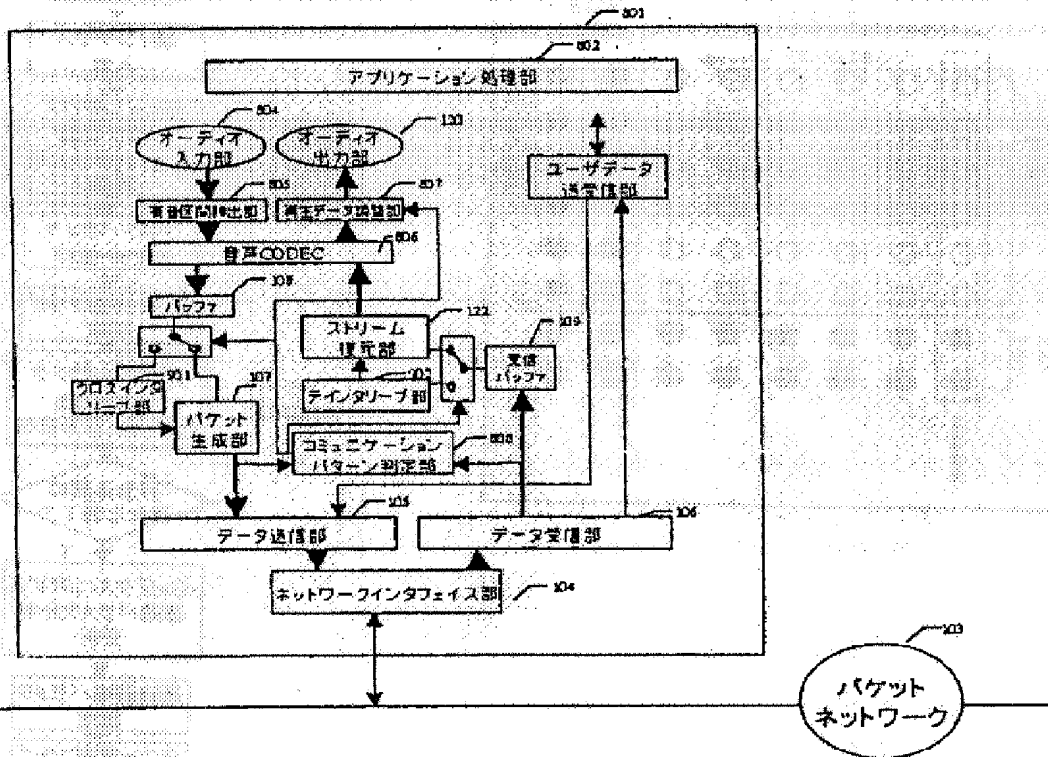 801
802
アプリケーション処理部
804
オーディオ
入力部
オーディオ
出力部
ユーザデータ
送受信部
805
有音区間検出部
807
再生データ調整部
806
音声CODEC
108
バッファ
122
ストリーム
復元部
109
受信
バッファ
クロスインタ
リーブ部
107
パケット
生成部
デインタリーブ部
808
コミュニケーション
パターン判定部
105
データ送信部
106
データ受信部
ネットワークインタフェイス部
104
103
パケット
ネットワーク